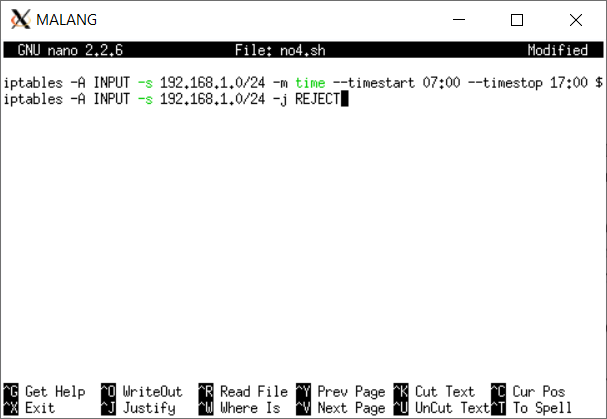 MALANG
GNU nano 2.2.6 File: no4.sh Modified
iptables -A INPUT -s 192.168.1.0/24 -m time --timestart 07:00 --timestop 17:00 $
iptables -A INPUT -s 192.168.1.0/24 -j REJECT
^G Get Help ^O WriteOut ^R Read File ^Y Prev Page ^K Cut Text ^C Cur Pos
^X Exit ^J Justify ^W Where Is ^V Next Page ^U UnCut Text ^T To Spell